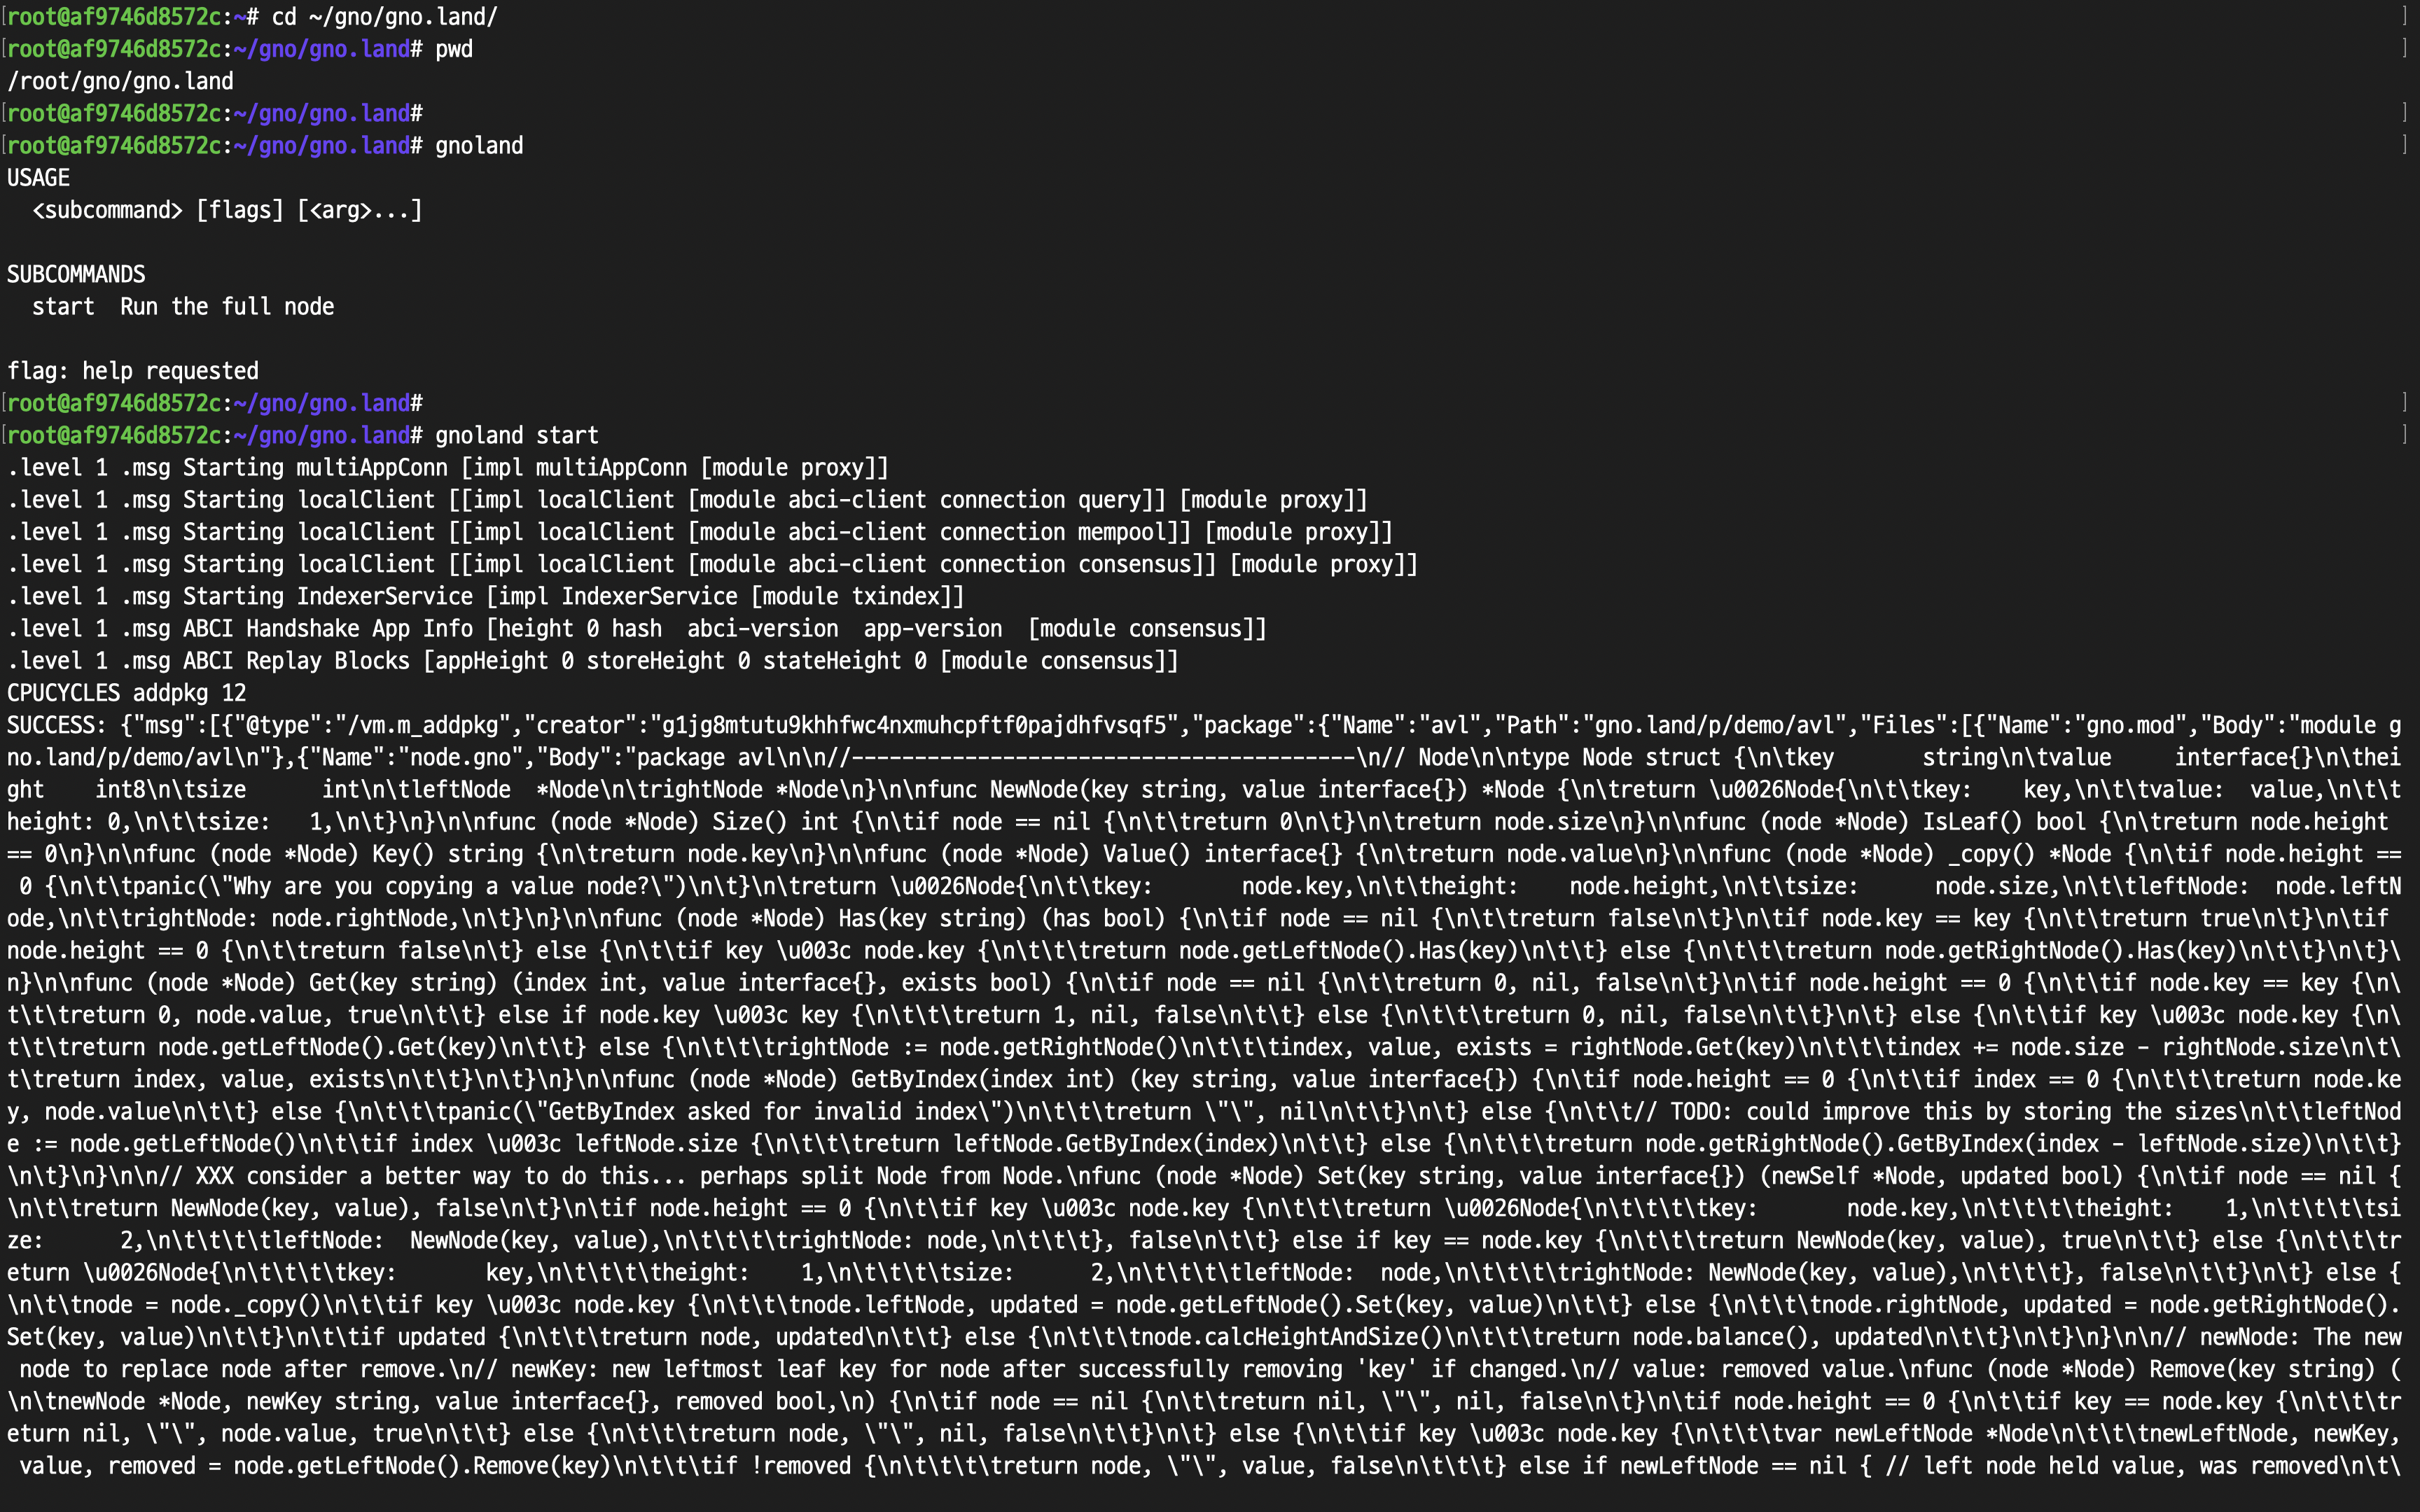 [root@af9746d8572c:~# cd ~/gno/gno.land/ ]
[root@af9746d8572c:~/gno/gno.land# pwd ]
/root/gno/gno.land
[root@af9746d8572c:~/gno/gno.land# ]
[root@af9746d8572c:~/gno/gno.land# gnoland ]
USAGE
  <subcommand> [flags] [<arg>...]

SUBCOMMANDS
  start  Run the full node

flag: help requested
[root@af9746d8572c:~/gno/gno.land# ]
[root@af9746d8572c:~/gno/gno.land# gnoland start ]
.level 1 .msg Starting multiAppConn [impl multiAppConn [module proxy]]
.level 1 .msg Starting localClient [[impl localClient [module abci-client connection query]] [module proxy]]
.level 1 .msg Starting localClient [[impl localClient [module abci-client connection mempool]] [module proxy]]
.level 1 .msg Starting localClient [[impl localClient [module abci-client connection consensus]] [module proxy]]
.level 1 .msg Starting IndexerService [impl IndexerService [module txindex]]
.level 1 .msg ABCI Handshake App Info [height 0 hash  abci-version  app-version  [module consensus]]
.level 1 .msg ABCI Replay Blocks [appHeight 0 storeHeight 0 stateHeight 0 [module consensus]]
CPUCYCLES addpkg 12
SUCCESS: {"msg":[{"@type":"/vm.m_addpkg","creator":"g1jg8mtutu9khhfwc4nxmuhcpftf0pajdhfvsqf5","package":{"Name":"avl","Path":"gno.land/p/demo/avl","Files":[{"Name":"gno.mod","Body":"module g
no.land/p/demo/avl\n"},{"Name":"node.gno","Body":"package avl\n\n//----------------------------------------\n// Node\n\ntype Node struct {\n\tkey       string\n\tvalue     interface{}\n\thei
ght    int8\n\tsize      int\n\tleftNode  *Node\n\trightNode *Node\n}\n\nfunc NewNode(key string, value interface{}) *Node {\n\treturn \u0026Node{\n\t\tkey:    key,\n\t\tvalue:  value,\n\t\t
height: 0,\n\t\tsize:   1,\n\t}\n}\n\nfunc (node *Node) Size() int {\n\tif node == nil {\n\t\treturn 0\n\t}\n\treturn node.size\n}\n\nfunc (node *Node) IsLeaf() bool {\n\treturn node.height
== 0\n}\n\nfunc (node *Node) Key() string {\n\treturn node.key\n}\n\nfunc (node *Node) Value() interface{} {\n\treturn node.value\n}\n\nfunc (node *Node) _copy() *Node {\n\tif node.height ==
 0 {\n\t\tpanic(\"Why are you copying a value node?\")\n\t}\n\treturn \u0026Node{\n\t\tkey:       node.key,\n\t\theight:    node.height,\n\t\tsize:      node.size,\n\t\tleftNode:  node.leftN
ode,\n\t\trightNode: node.rightNode,\n\t}\n}\n\nfunc (node *Node) Has(key string) (has bool) {\n\tif node == nil {\n\t\treturn false\n\t}\n\tif node.key == key {\n\t\treturn true\n\t}\n\tif
node.height == 0 {\n\t\treturn false\n\t} else {\n\t\tif key \u003c node.key {\n\t\t\treturn node.getLeftNode().Has(key)\n\t\t} else {\n\t\t\treturn node.getRightNode().Has(key)\n\t\t}\n\t}\
n}\n\nfunc (node *Node) Get(key string) (index int, value interface{}, exists bool) {\n\tif node == nil {\n\t\treturn 0, nil, false\n\t}\n\tif node.height == 0 {\n\t\tif node.key == key {\n\
t\t\treturn 0, node.value, true\n\t\t} else if node.key \u003c key {\n\t\t\treturn 1, nil, false\n\t\t} else {\n\t\t\treturn 0, nil, false\n\t\t}\n\t} else {\n\t\tif key \u003c node.key {\n\
t\t\treturn node.getLeftNode().Get(key)\n\t\t} else {\n\t\t\trightNode := node.getRightNode()\n\t\t\tindex, value, exists = rightNode.Get(key)\n\t\t\tindex += node.size - rightNode.size\n\t\
t\treturn index, value, exists\n\t\t}\n\t}\n}\n\nfunc (node *Node) GetByIndex(index int) (key string, value interface{}) {\n\tif node.height == 0 {\n\t\tif index == 0 {\n\t\t\treturn node.ke
y, node.value\n\t\t} else {\n\t\t\tpanic(\"GetByIndex asked for invalid index\")\n\t\t\treturn \"\", nil\n\t\t}\n\t} else {\n\t\t// TODO: could improve this by storing the sizes\n\t\tleftNod
e := node.getLeftNode()\n\t\tif index \u003c leftNode.size {\n\t\t\treturn leftNode.GetByIndex(index)\n\t\t} else {\n\t\t\treturn node.getRightNode().GetByIndex(index - leftNode.size)\n\t\t}
\n\t}\n}\n\n// XXX consider a better way to do this... perhaps split Node from Node.\nfunc (node *Node) Set(key string, value interface{}) (newSelf *Node, updated bool) {\n\tif node == nil {
\n\t\treturn NewNode(key, value), false\n\t}\n\tif node.height == 0 {\n\t\tif key \u003c node.key {\n\t\t\treturn \u0026Node{\n\t\t\t\tkey:       node.key,\n\t\t\t\theight:    1,\n\t\t\t\tsi
ze:      2,\n\t\t\t\tleftNode:  NewNode(key, value),\n\t\t\t\trightNode: node,\n\t\t\t}, false\n\t\t} else if key == node.key {\n\t\t\treturn NewNode(key, value), true\n\t\t} else {\n\t\t\tr
eturn \u0026Node{\n\t\t\t\tkey:       key,\n\t\t\t\theight:    1,\n\t\t\t\tsize:      2,\n\t\t\t\tleftNode:  node,\n\t\t\t\trightNode: NewNode(key, value),\n\t\t\t}, false\n\t\t}\n\t} else {
\n\t\tnode = node._copy()\n\t\tif key \u003c node.key {\n\t\t\tnode.leftNode, updated = node.getLeftNode().Set(key, value)\n\t\t} else {\n\t\t\tnode.rightNode, updated = node.getRightNode().
Set(key, value)\n\t\t}\n\t\tif updated {\n\t\t\treturn node, updated\n\t\t} else {\n\t\t\tnode.calcHeightAndSize()\n\t\t\treturn node.balance(), updated\n\t\t}\n\t}\n}\n\n// newNode: The new
 node to replace node after remove.\n// newKey: new leftmost leaf key for node after successfully removing 'key' if changed.\n// value: removed value.\nfunc (node *Node) Remove(key string) (
\n\tnewNode *Node, newKey string, value interface{}, removed bool,\n) {\n\tif node == nil {\n\t\treturn nil, \"\", nil, false\n\t}\n\tif node.height == 0 {\n\t\tif key == node.key {\n\t\t\tr
eturn nil, \"\", node.value, true\n\t\t} else {\n\t\t\treturn node, \"\", nil, false\n\t\t}\n\t} else {\n\t\tif key \u003c node.key {\n\t\t\tvar newLeftNode *Node\n\t\t\tnewLeftNode, newKey,
 value, removed = node.getLeftNode().Remove(key)\n\t\t\tif !removed {\n\t\t\t\treturn node, \"\", value, false\n\t\t\t} else if newLeftNode == nil { // left node held value, was removed\n\t\